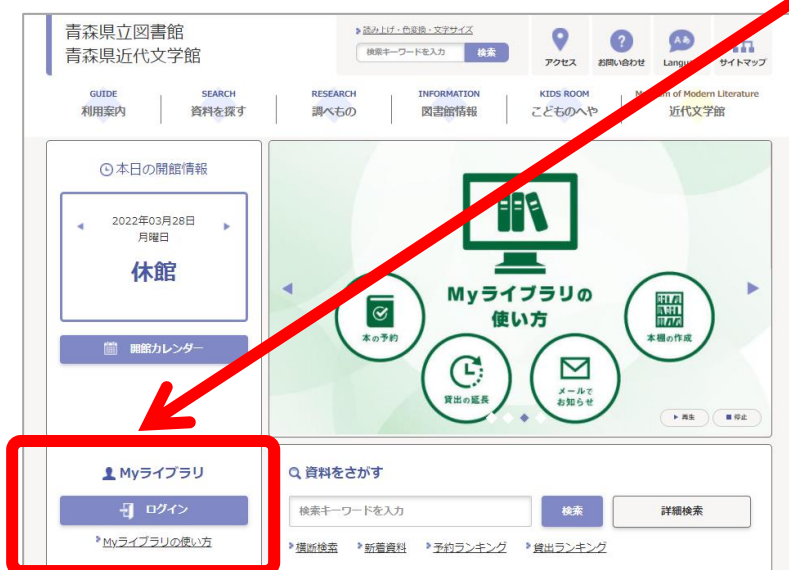 青森県立図書館
青森県近代文学館
読み上げ・色変換・文字サイズ
検索キーワードを入力 検索
アクセス お問い合わせ サイトマップ
GUIDE SEARCH RESEARCH INFORMATION KIDS ROOM of Modern Literature
利用案内 資料を探す 調べもの 図書館情報 こどものへや 近代文学館
本日の開館情報
2022年03月28日
月曜日
休館
開館カレンダー
Myライブラリの
使い方
本の予約
本棚の作成
貸出の延長
メールで
お知らせ
再生 停止
Myライブラリ
ログイン
Myライブラリの使い方
資料をさがす
検索キーワードを入力 検索 詳細検索
横断検索 新着資料 予約ランキング 貸出ランキング